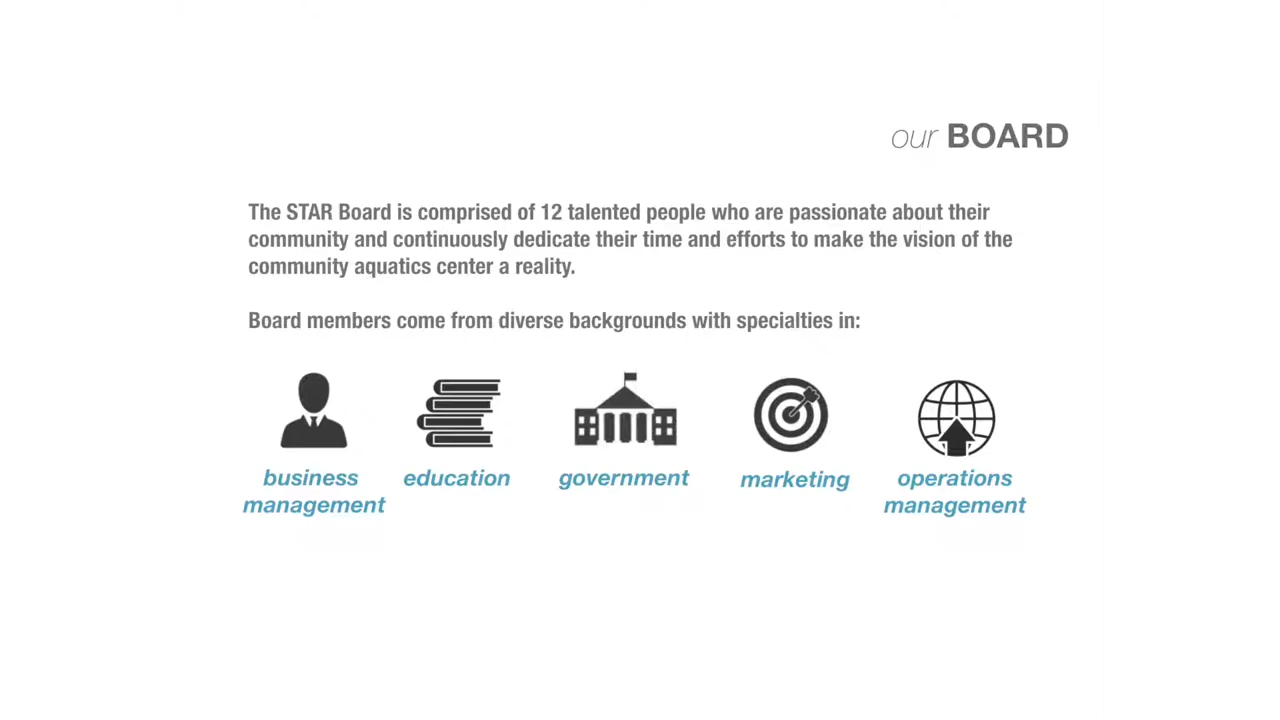 our BOARD
The STAR Board is comprised of 12 talented people who are passionate about their
community and continuously dedicate their time and efforts to make the vision of the
community aquatics center a reality.
Board members come from diverse backgrounds with specialties in:
business
management
education
government
marketing
operations
management